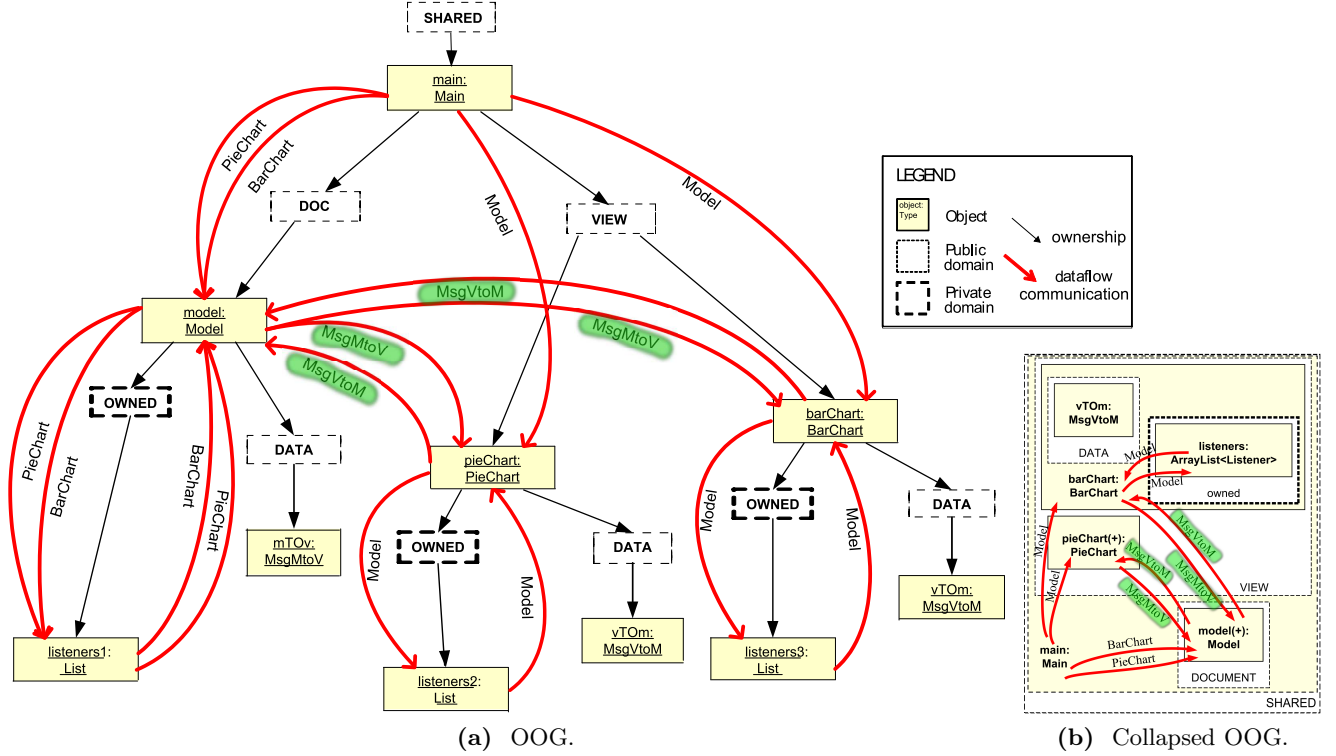 SHARED
main:
Main
PieChart
BarChart
Model
Model
DOC
VIEW
MsgVtoM
MsgMtoV
MsgVtoM
MsgVtoM
model:
Model
OWNED
DATA
mTOv:
MsgMtoV
PieChart
BarChart
BarChart
PieChart
listeners1:
List
pieChart:
PieChart
OWNED
DATA
Model
Model
vTOm:
MsgVtoM
listeners2:
List
barChart:
BarChart
OWNED
DATA
Model
Model
vTOm:
MsgVtoM
listeners3:
List
(a) OOG.
LEGEND
object:
Type
Object
Public
domain
Private
domain
ownership
dataflow
communication
vTOm:
MsgVtoM
DATA
listeners:
ArrayList<Listener>
owned
Model
Model
barChart:
BarChart
pieChart(+):
PieChart
MsgVtoM
MsgVtoM
MsgMtoV
MsgMtoV
VIEW
Model
Model
model(+):
Model
main:
Main
BarChart
PieChart
DOCUMENT
SHARED
(b) Collapsed OOG.